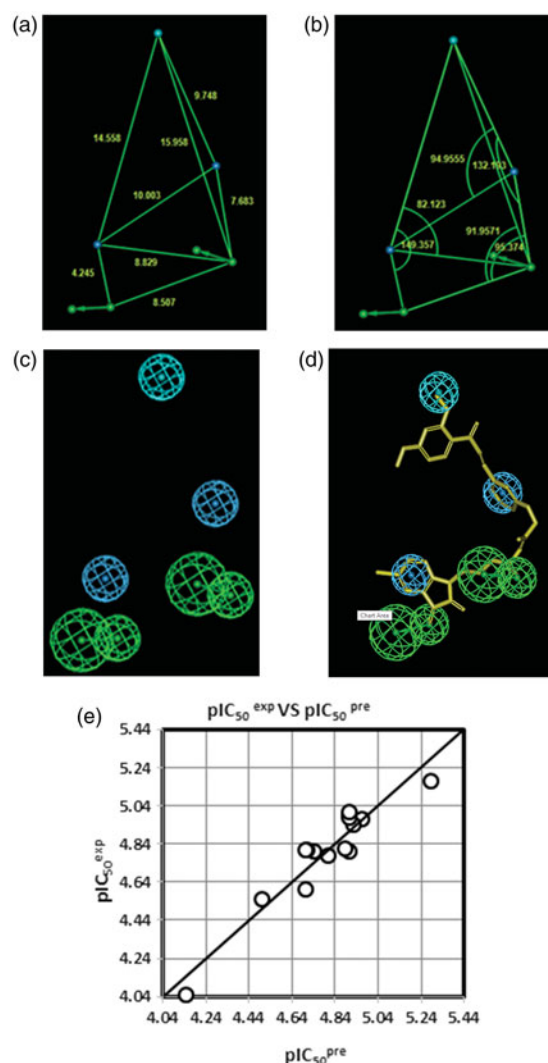 (a)
9.748
14.558
15.958
10.003
7.683
4.245
8.829
8.507
(b)
94.9555
132.193
82.123
91.9571
149.357
95.374
(c)
(d)
Chart Area
(e)
pIC50 exp VS pIC50 pre
5.44
5.24
5.04
4.84
4.64
4.44
4.24
4.04
pIC50exp
4.04 4.24 4.44 4.64 4.84 5.04 5.24 5.44
pIC50pre